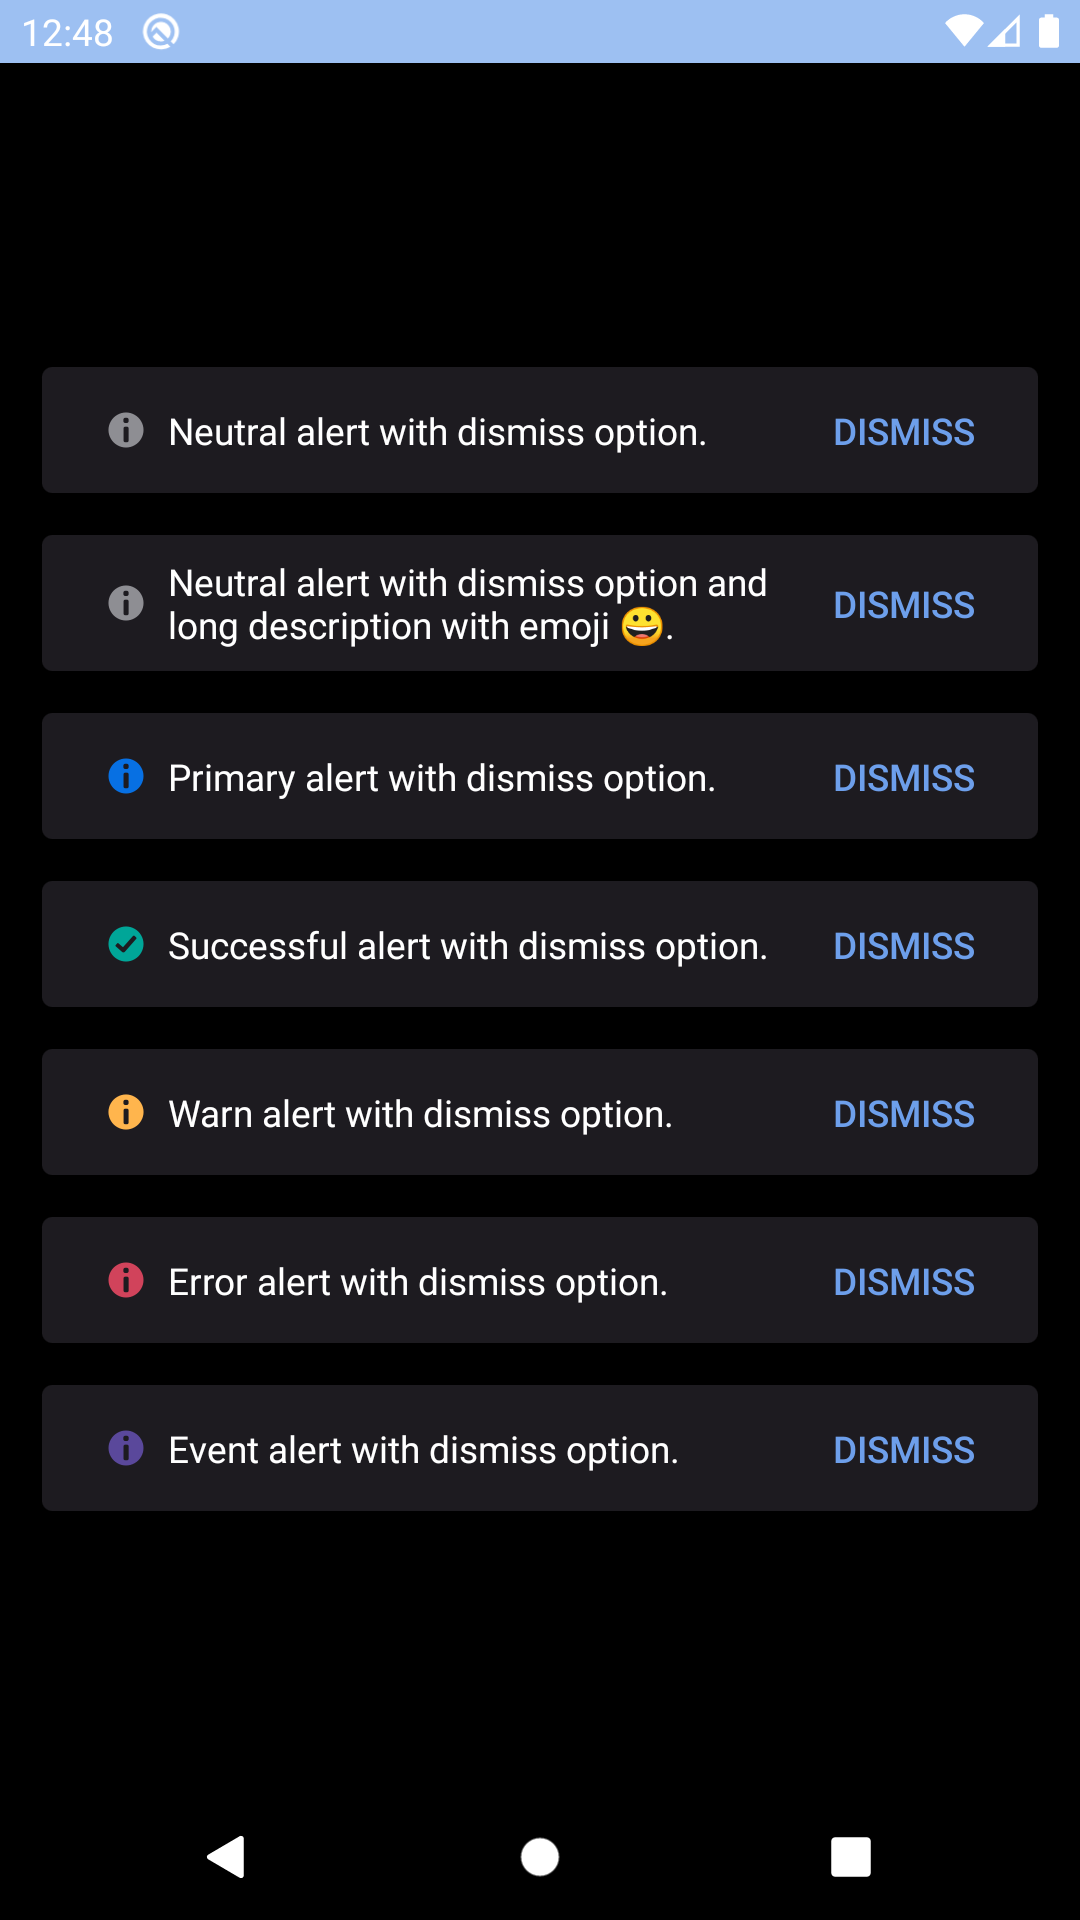 12:48
Neutral alert with dismiss option.
DISMISS
Neutral alert with dismiss option and
long description with emoji 😀.
DISMISS
Primary alert with dismiss option.
DISMISS
Successful alert with dismiss option.
DISMISS
Warn alert with dismiss option.
DISMISS
Error alert with dismiss option.
DISMISS
Event alert with dismiss option.
DISMISS